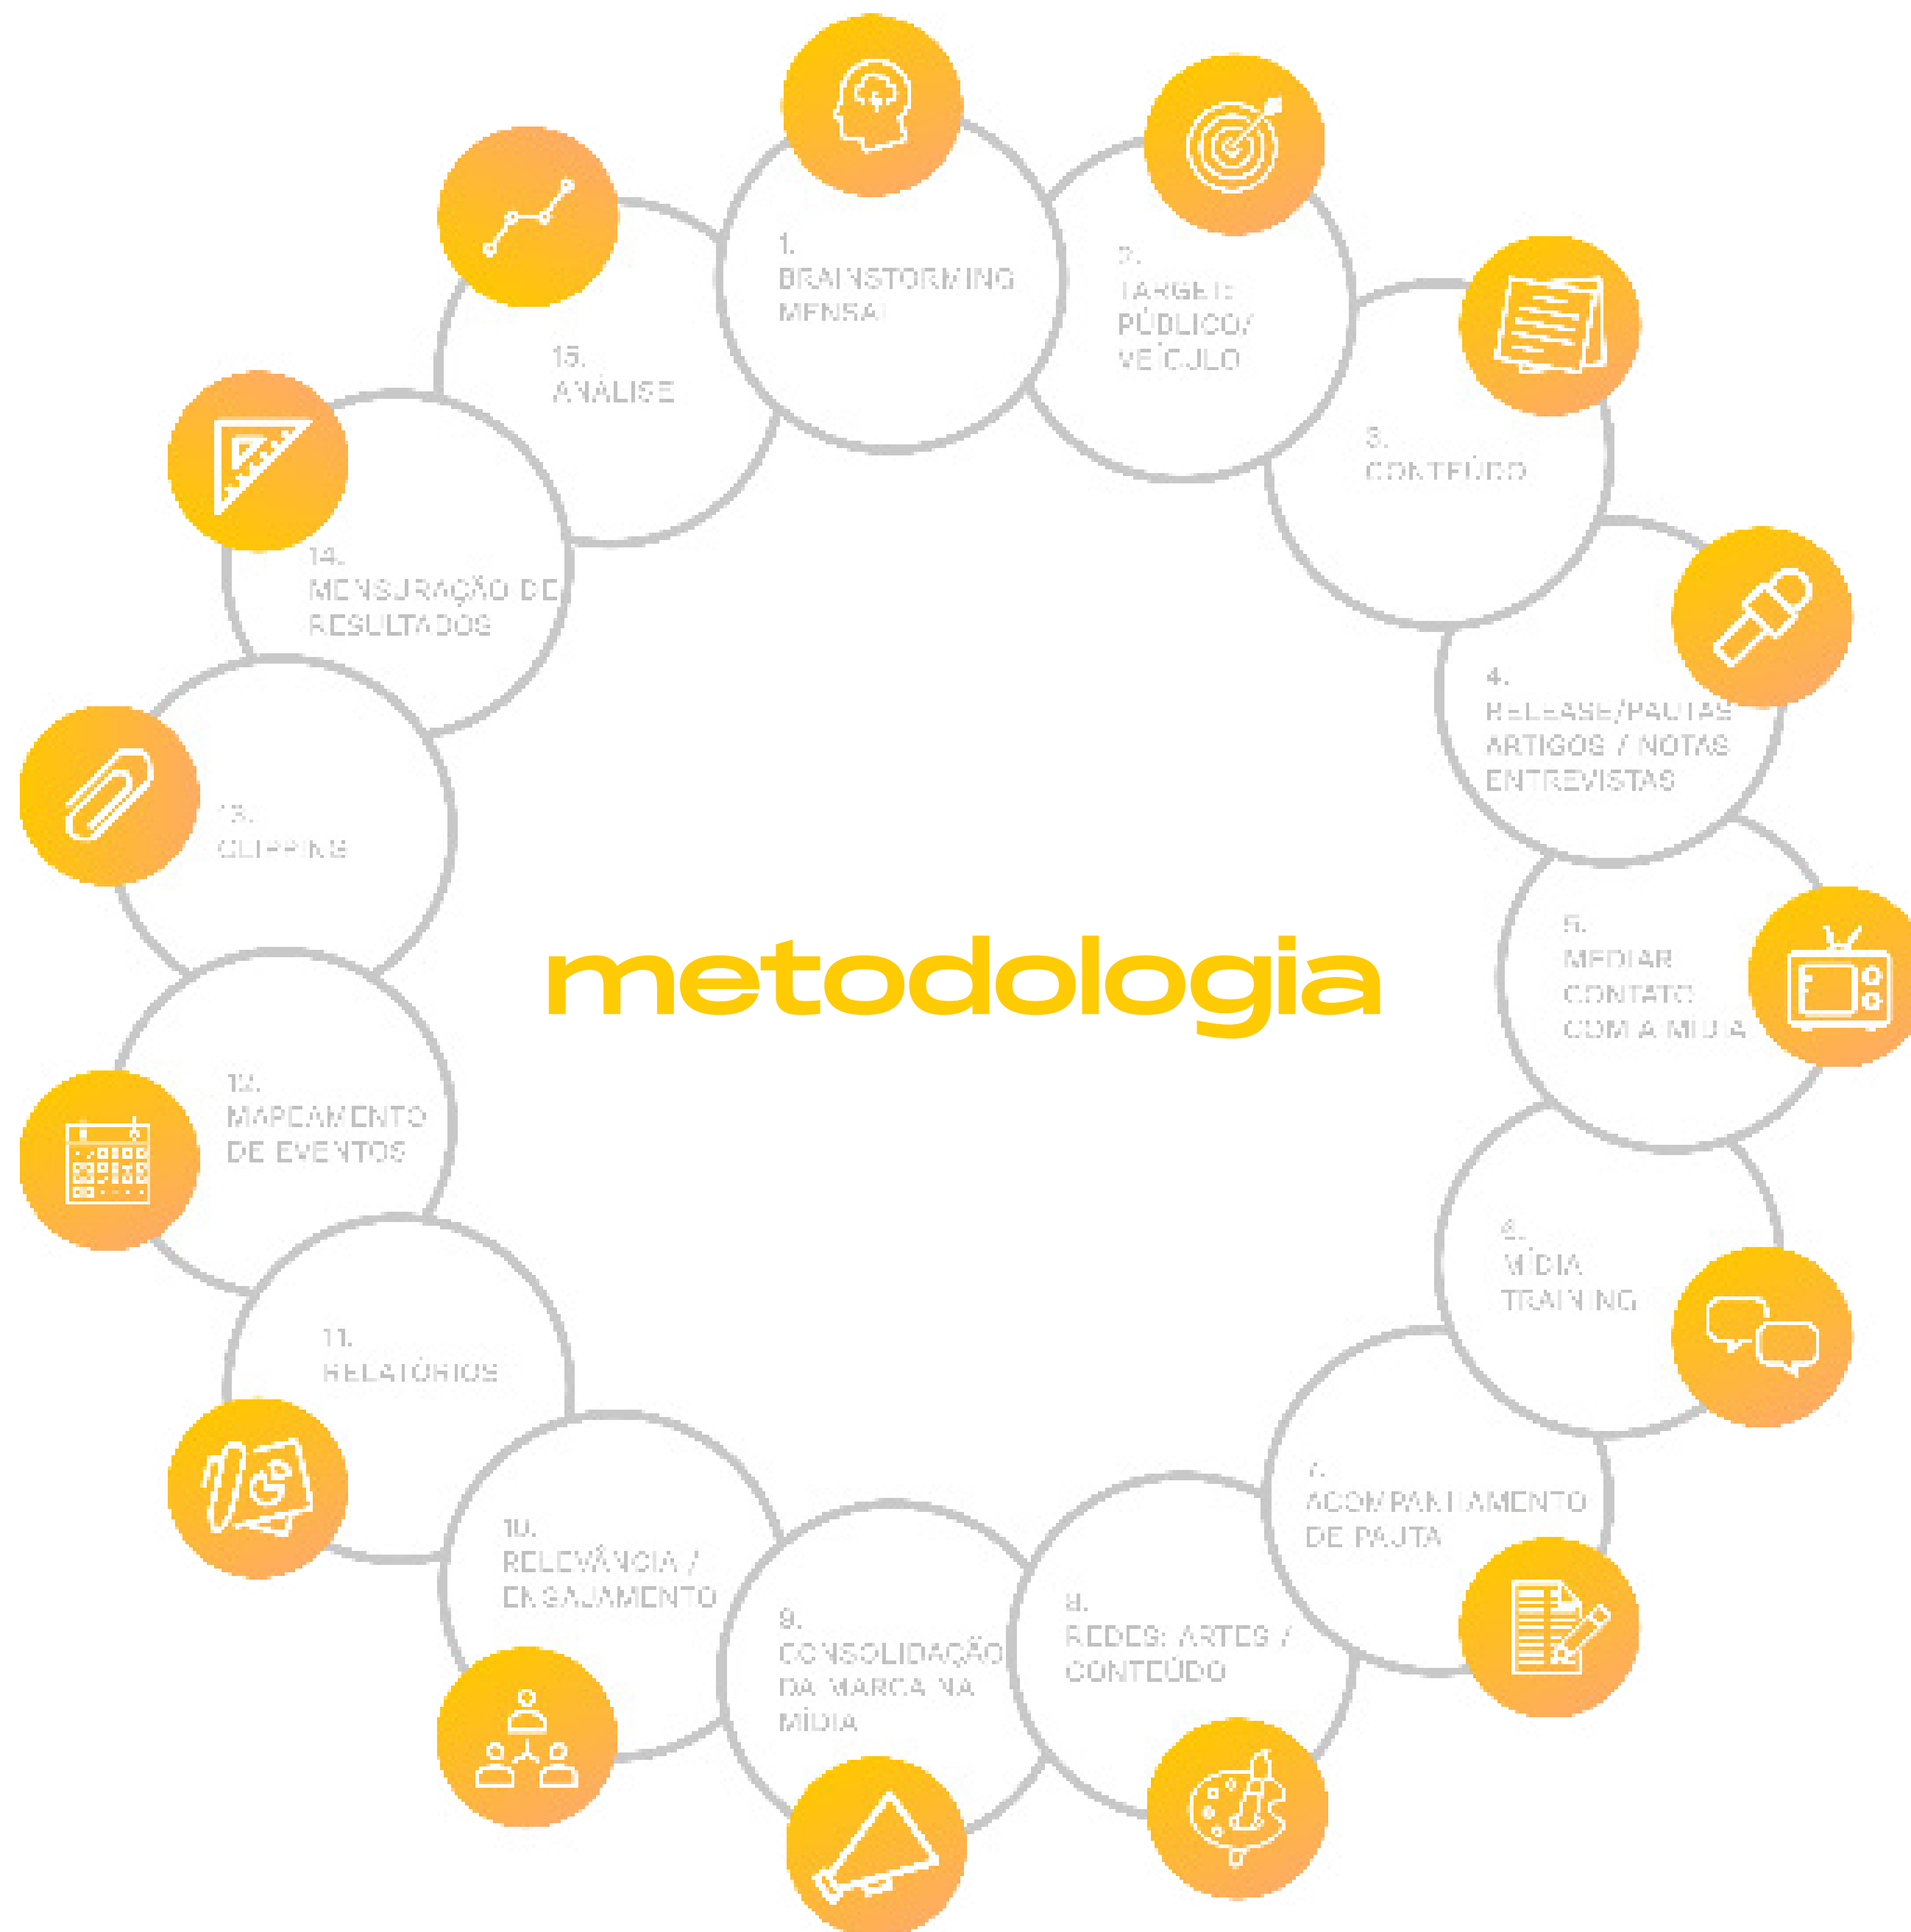 1.
BRAINSTORMING
MENSAL
2.
TARGET:
PÚBLICO/
VEÍCULO
3.
CONTEÚDO
4.
RELEASE/PAUTAS
ARTIGOS / NOTAS
ENTREVISTAS
5.
MEDIAR
CONTATO
COM A MÍDIA
6.
MÍDIA
TRAINING
7.
ACOMPANHAMENTO
DE PAUTA
8.
REDES: ARTES /
CONTEÚDO
9.
CONSOLIDAÇÃO
DA MARCA NA
MÍDIA
10.
RELEVÂNCIA /
ENGAJAMENTO
11.
RELATÓRIOS
12.
MAPEAMENTO
DE EVENTOS
13.
CLIPPING
14.
MENSURAÇÃO DE
RESULTADOS
15.
ANÁLISE
metodologia